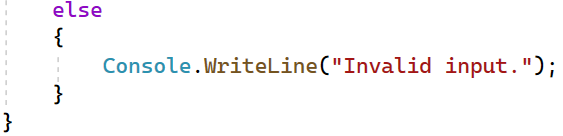 else
{
Console.WriteLine("Invalid input.");
}
}